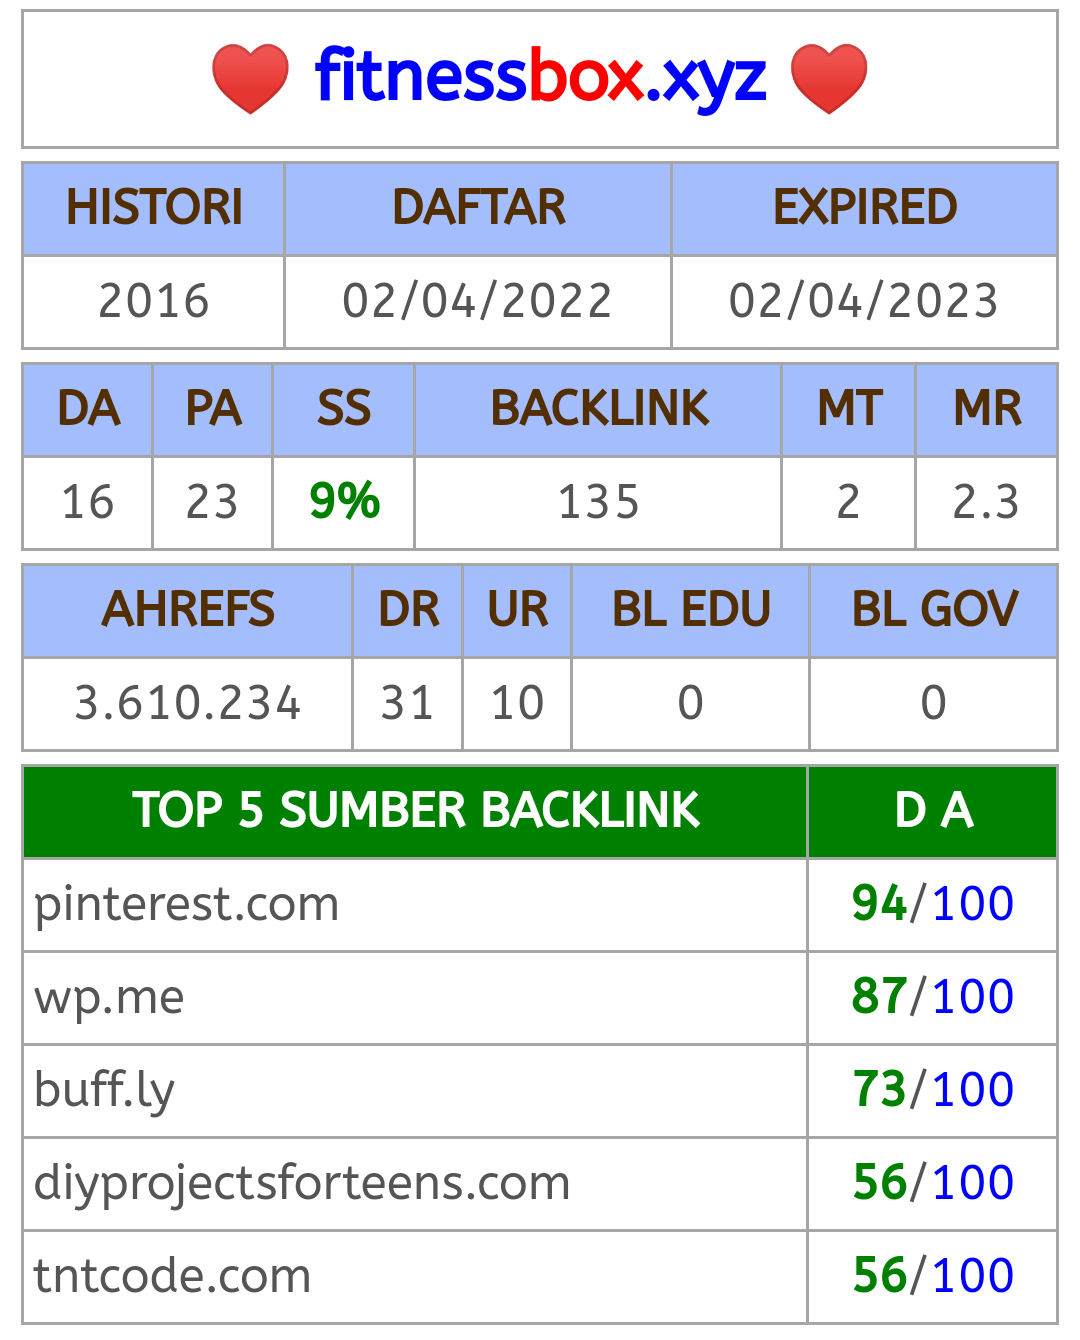 fitnessbox.xyz
HISTORI DAFTAR EXPIRED
2016 02/04/2022 02/04/2023
DA PA SS BACKLINK MT MR
16 23 9% 135 2 2.3
AHREFS DR UR BL EDU BL GOV
3.610.234 31 10 0 0
TOP 5 SUMBER BACKLINK D A
pinterest.com 94/100
wp.me 87/100
buff.ly 73/100
diyprojectsforteens.com 56/100
tntcode.com 56/100